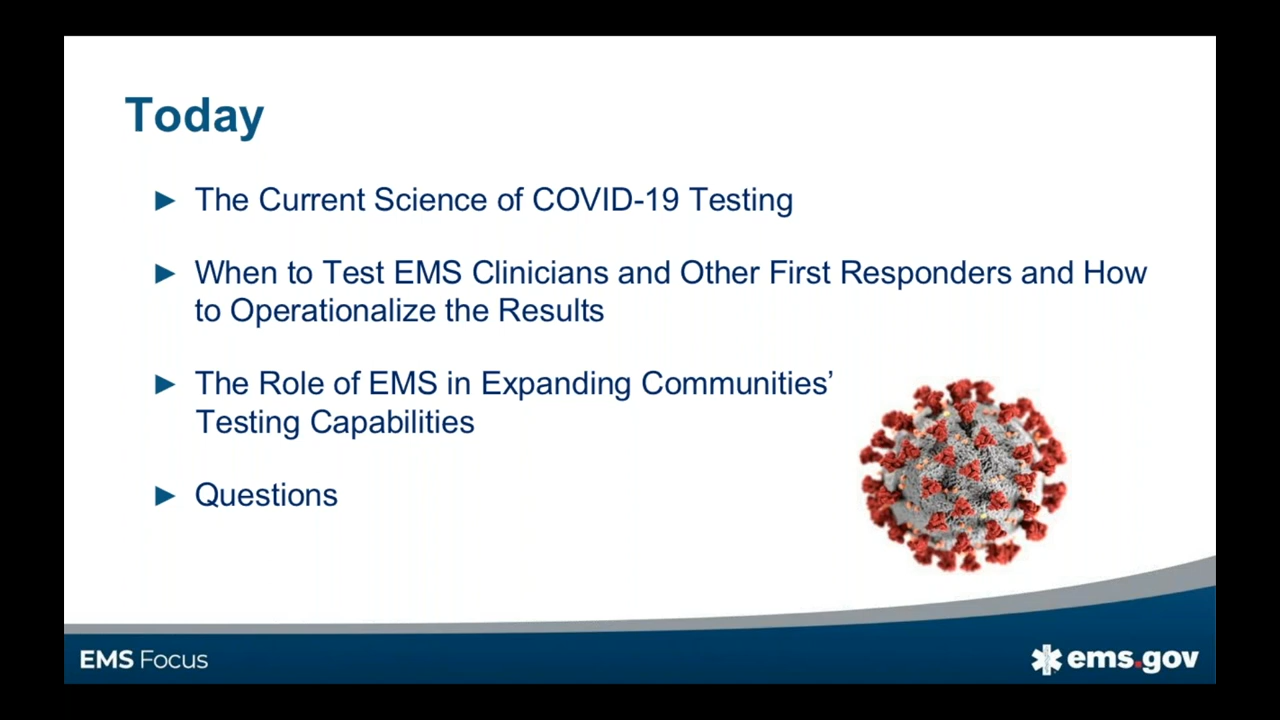 Today
► The Current Science of COVID-19 Testing
► When to Test EMS Clinicians and Other First Responders and How
to Operationalize the Results
► The Role of EMS in Expanding Communities’
Testing Capabilities
► Questions
EMS Focus
ems.gov